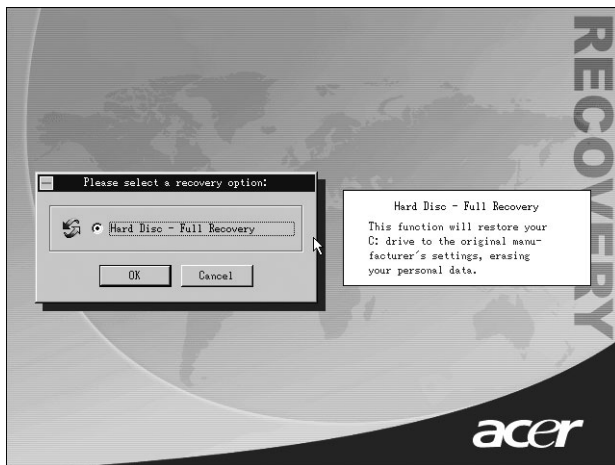 RECOVERY
Please select a recovery option:
Hard Disc - Full Recovery
OK
Cancel
Hard Disc - Full Recovery
This function will restore your
C: drive to the original manu-
facturer's settings, erasing
your personal data.
acer